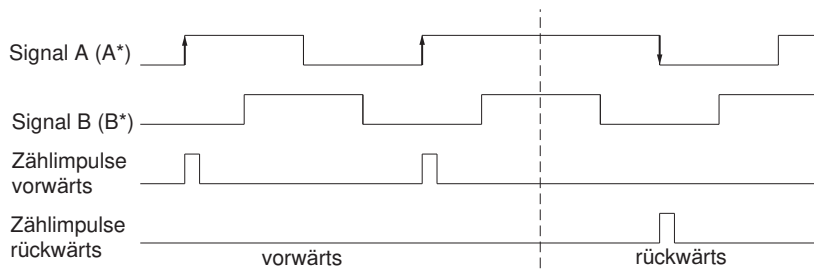 Signal A (A*)
Signal B (B*)
Zählimpulse
vorwärts
Zählimpulse
rückwärts
vorwärts
rückwärts